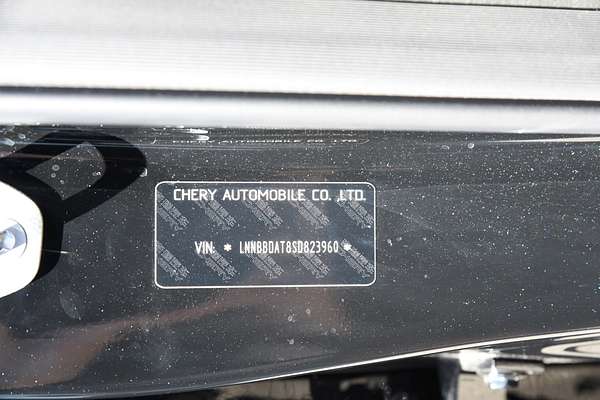 CHERY AUTOMOBILE CO. ,LTD.
VIN: * LNNBBDAT8SD823960 *